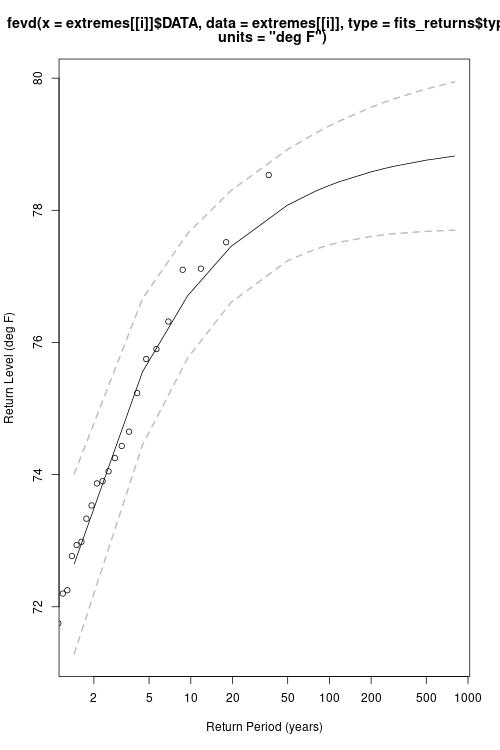 fevd(x = extremes[[i]]$DATA, data = extremes[[i]], type = fits_returns$typ
units = "deg F")
80
78
76
74
72
Return Level (deg F)
2 5 10 20 50 100 200 500 1000
Return Period (years)